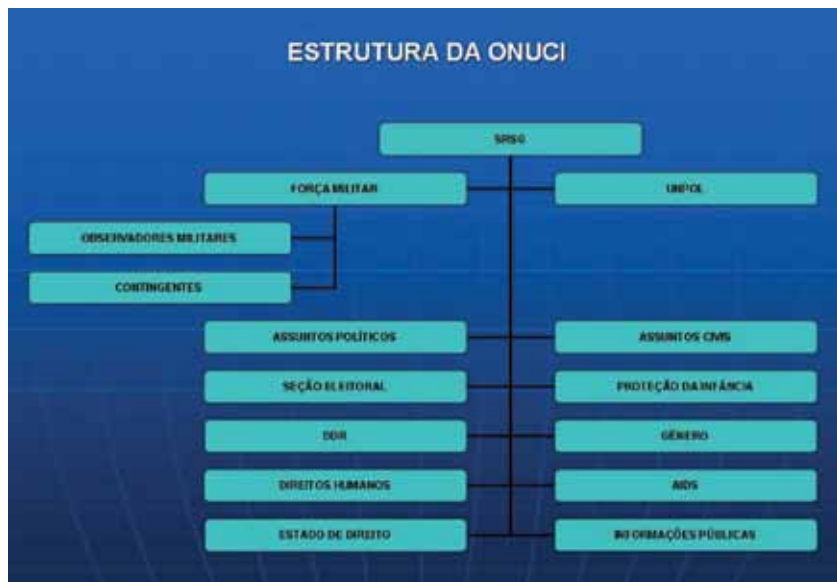 ESTRUTURA DA ONUCI
SRSG
FORÇA MILITAR
UNPOL
OBSERVADORES MILITARES
CONTINGENTES
ASSUNTOS POLÍTICOS
ASSUNTOS CIVIS
SEÇÃO ELEITORAL
PROTEÇÃO DA INFÂNCIA
DDR
GÊNERO
DIREITOS HUMANOS
AIDS
ESTADO DE DIREITO
INFORMAÇÕES PÚBLICAS